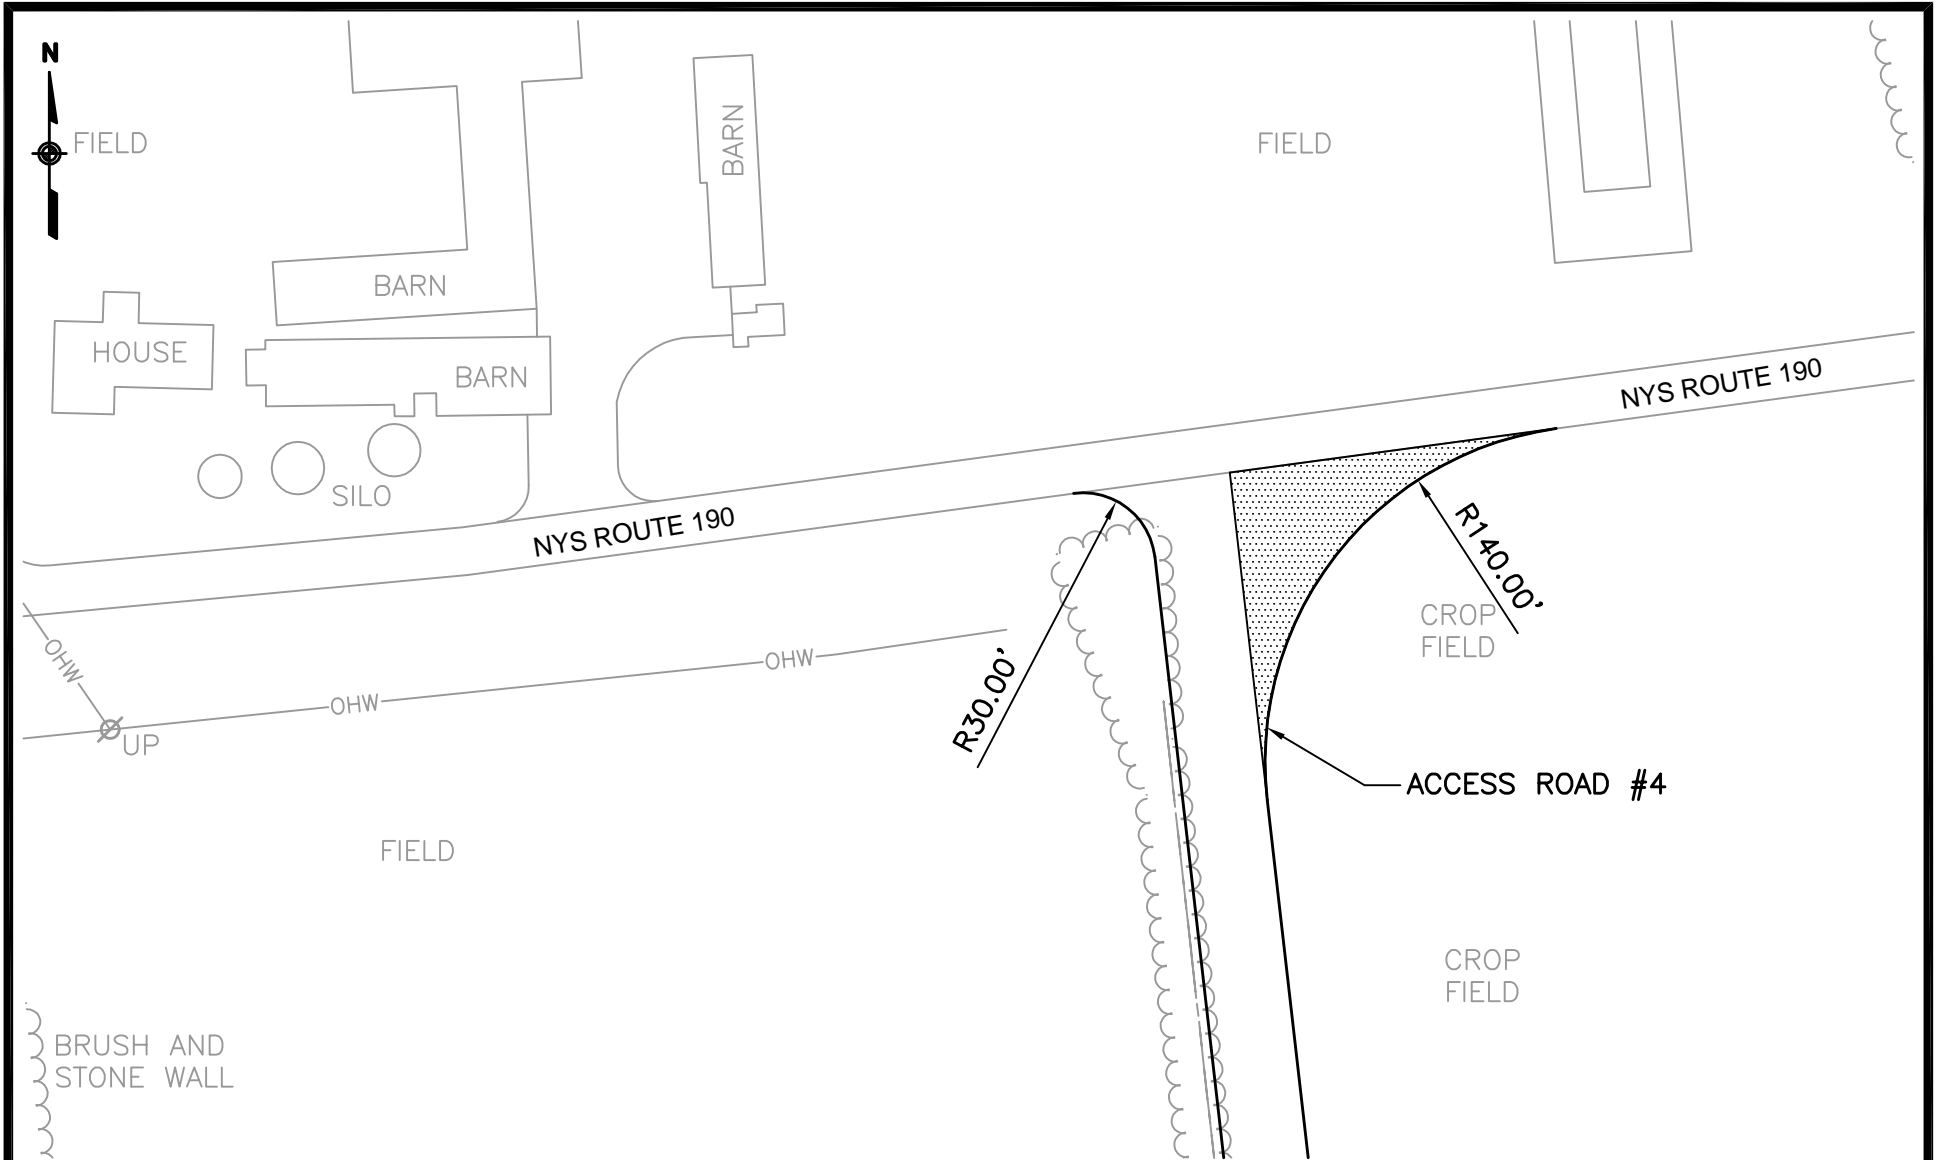 N
FIELD
BARN
FIELD
BARN
HOUSE
BARN
SILO
NYS ROUTE 190
NYS ROUTE 190
R140.00'
CROP
FIELD
OHW
OHW
OHW
UP
R30.00'
ACCESS ROAD #4
FIELD
CROP
FIELD
BRUSH AND
STONE WALL